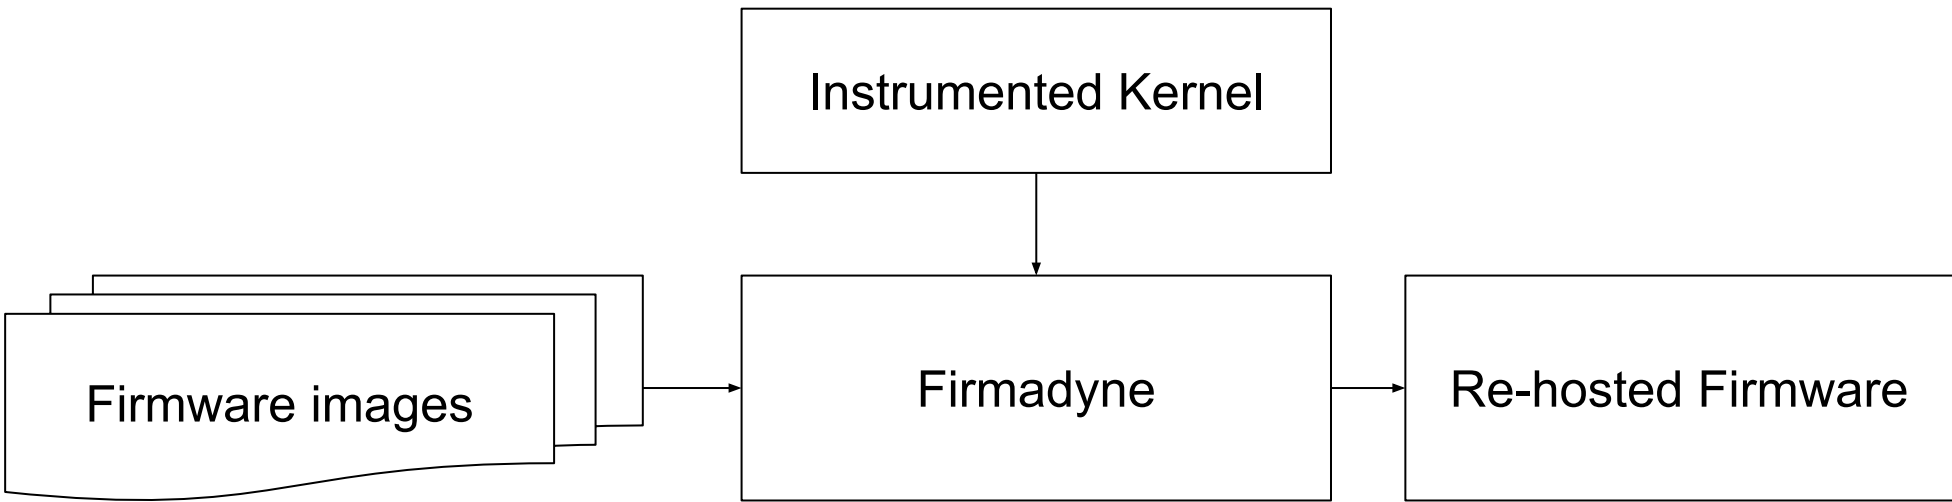 Instrumented Kernel
Firmware images
Firmadyne
Re-hosted Firmware